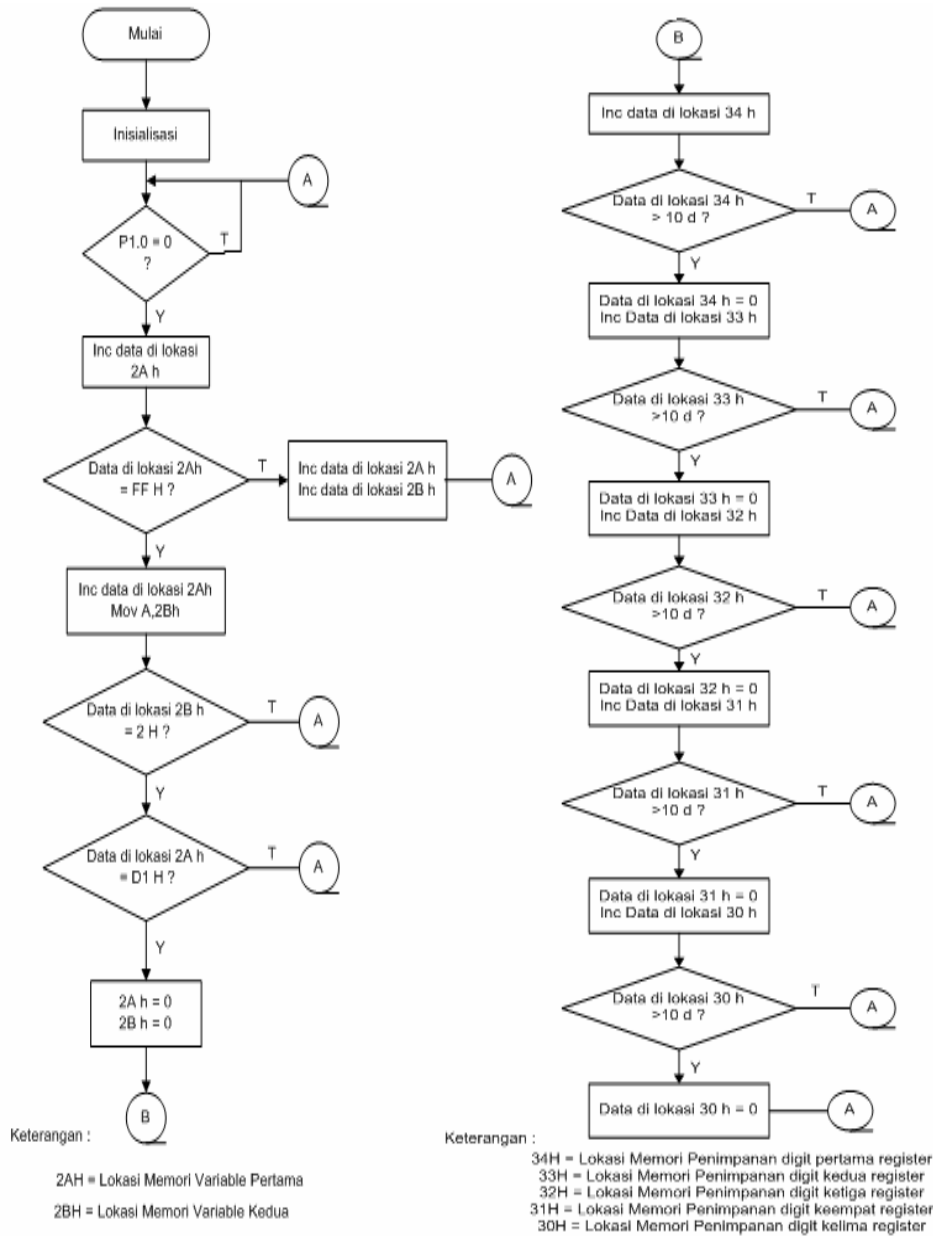 Mulai
Inisialisasi
A
P1.0 = 0
?
T
Y
Inc data di lokasi
2A h
Data di lokasi 2Ah
= FF H ?
T
Inc data di lokasi 2A h
Inc data di lokasi 2B h
A
Y
Inc data di lokasi 2Ah
Mov A,2Bh
Data di lokasi 2B h
= 2 H ?
T
A
Y
Data di lokasi 2A h
= D1 H ?
T
A
Y
2A h = 0
2B h = 0
B
Keterangan :
2AH = Lokasi Memori Variable Pertama
2BH = Lokasi Memori Variable Kedua
B
Inc data di lokasi 34 h
Data di lokasi 34 h
> 10 d ?
T
A
Y
Data di lokasi 34 h = 0
Inc Data di lokasi 33 h
Data di lokasi 33 h
>10 d ?
T
A
Y
Data di lokasi 33 h = 0
Inc Data di lokasi 32 h
Data di lokasi 32 h
>10 d ?
T
A
Y
Data di lokasi 32 h = 0
Inc Data di lokasi 31 h
Data di lokasi 31 h
>10 d ?
T
A
Y
Data di lokasi 31 h = 0
Inc Data di lokasi 30 h
Data di lokasi 30 h
>10 d ?
T
A
Y
Data di lokasi 30 h = 0
A
Keterangan :
34H = Lokasi Memori Penimpanan digit pertama register
33H = Lokasi Memori Penimpanan digit kedua register
32H = Lokasi Memori Penimpanan digit ketiga register
31H = Lokasi Memori Penimpanan digit keempat register
30H = Lokasi Memori Penimpanan digit kelima register